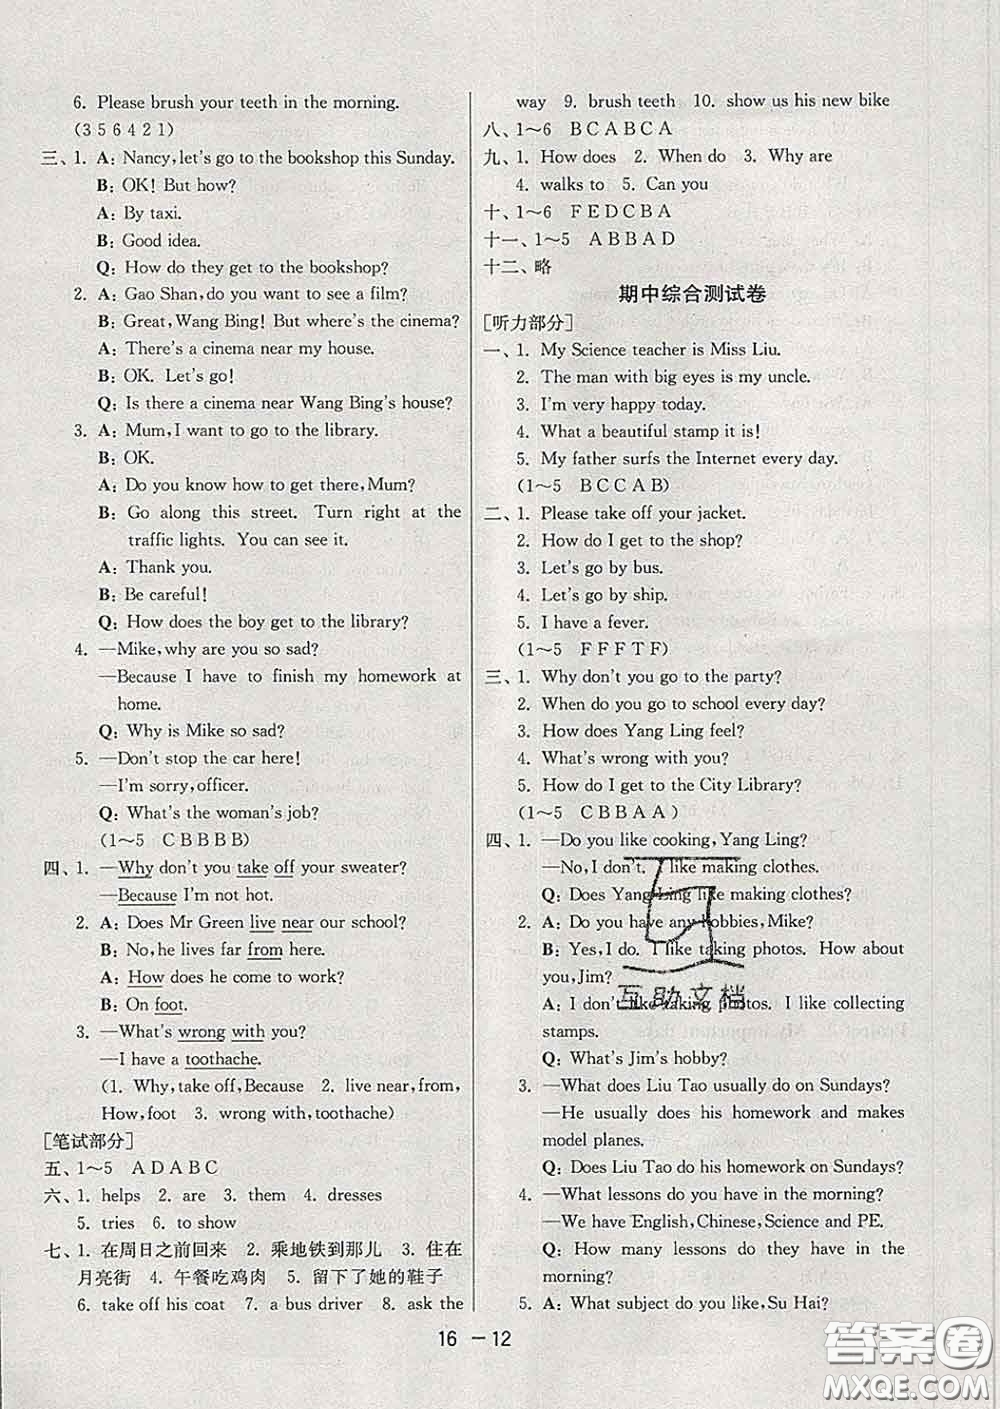 6. Please brush your teeth in the morning.
(3 5 6 4 2 1)
三、1. A: Nancy, let's go to the bookshop this Sunday.
B: OK! But how?
A: By taxi.
B: Good idea.
Q: How do they get to the bookshop?
2. A: Gao Shan, do you want to see a film?
B: Great, Wang Bing! But where's the cinema?
A: There's a cinema near my house.
B: OK. Let's go!
Q: Is there a cinema near Wang Bing's house?
3. A: Mum, I want to go to the library.
B: OK.
A: Do you know how to get there, Mum?
B: Go along this street. Turn right at the
traffic lights. You can see it.
A: Thank you.
B: Be careful!
Q: How does the boy get to the library?
4. —Mike, why are you so sad?
—Because I have to finish my homework at
home.
Q: Why is Mike so sad?
5. —Don't stop the car here!
—I'm sorry, officer.
Q: What's the woman's job?
(1～5 C B B B B)
四、1. —Why don't you take off your sweater?
—Because I'm not hot.
2. A: Does Mr Green live near our school?
B: No, he lives far from here.
A: How does he come to work?
B: On foot.
3. —What's wrong with you?
—I have a toothache.
(1. Why, take off, Because 2. live near, from,
How, foot 3. wrong with, toothache)
[笔试部分]
五、1～5 A D A B C
六、1. helps 2. are 3. them 4. dresses
5. tries 6. to show
七、1. 在周日之前回来 2. 乘地铁到那儿 3. 住在
月亮街 4. 午餐吃鸡肉 5. 留下了她的鞋子
6. take off his coat 7. a bus driver 8. ask the
way 9. brush teeth 10. show us his new bike
八、1～6 B C A B C A
九、1. How does 2. When do 3. Why are
4. walks to 5. Can you
十、1～6 F E D C B A
十一、1～5 A B B A D
十二、略
期中综合测试卷
[听力部分]
一、1. My Science teacher is Miss Liu.
2. The man with big eyes is my uncle.
3. I'm very happy today.
4. What a beautiful stamp it is!
5. My father surfs the Internet every day.
(1～5 B C C A B)
二、1. Please take off your jacket.
2. How do I get to the shop?
3. Let's go by bus.
4. Let's go by ship.
5. I have a fever.
(1～5 F F F T F)
三、1. Why don't you go to the party?
2. When do you go to school every day?
3. How does Yang Ling feel?
4. What's wrong with you?
5. How do I get to the City Library?
(1～5 C B B A A)
四、1. —Do you like cooking, Yang Ling?
—No, I don't. I like making clothes.
Q: Does Yang Ling like making clothes?
2. A: Do you have any hobbies, Mike?
B: Yes, I do. I like taking photos. How about
you, Jim?
A: I don't like taking photos. I like collecting
stamps.
Q: What's Jim's hobby?
3. —What does Liu Tao usually do on Sundays?
—He usually does his homework and makes
model planes.
Q: Does Liu Tao do his homework on Sundays?
4. —What lessons do you have in the morning?
—We have English, Chinese, Science and PE.
Q: How many lessons do they have in the
morning?
5. A: What subject do you like, Su Hai?
互助文档
16 －12
答案圈
MXQE.COM